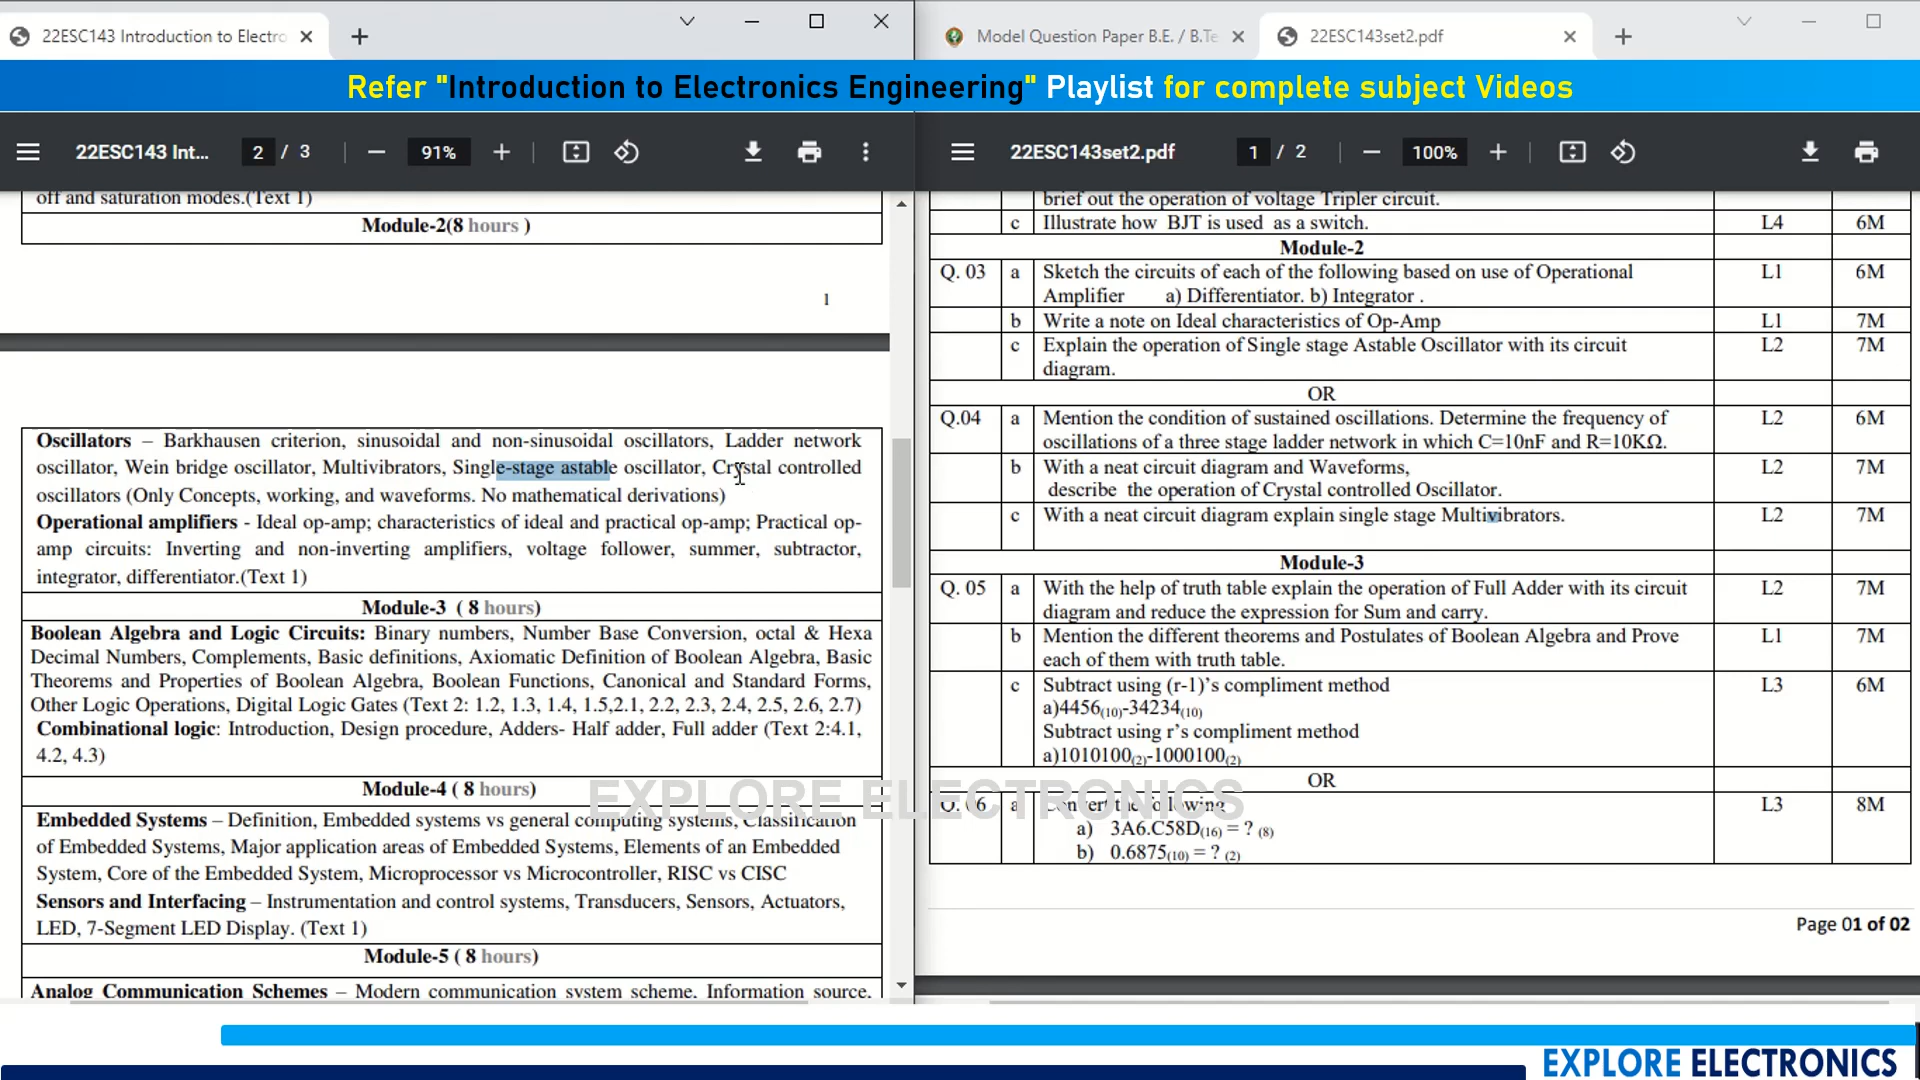 22ESC143 Introduction to Electro
Model Question Paper B.E. / B.Te
22ESC143set2.pdf
Refer "Introduction to Electronics Engineering" Playlist for complete subject Videos
22ESC143 Int...
2 / 3
91%
22ESC143set2.pdf
1 / 2
100%
off and saturation modes.(Text 1)
Module-2(8 hours )
1
Oscillators – Barkhausen criterion, sinusoidal and non-sinusoidal oscillators, Ladder network
oscillator, Wein bridge oscillator, Multivibrators, Single-stage astable oscillator, Crystal controlled
oscillators (Only Concepts, working, and waveforms. No mathematical derivations)
Operational amplifiers - Ideal op-amp; characteristics of ideal and practical op-amp; Practical op-
amp circuits: Inverting and non-inverting amplifiers, voltage follower, summer, subtractor,
integrator, differentiator.(Text 1)
Module-3 ( 8 hours)
Boolean Algebra and Logic Circuits: Binary numbers, Number Base Conversion, octal & Hexa
Decimal Numbers, Complements, Basic definitions, Axiomatic Definition of Boolean Algebra, Basic
Theorems and Properties of Boolean Algebra, Boolean Functions, Canonical and Standard Forms,
Other Logic Operations, Digital Logic Gates (Text 2: 1.2, 1.3, 1.4, 1.5,2.1, 2.2, 2.3, 2.4, 2.5, 2.6, 2.7)
Combinational logic: Introduction, Design procedure, Adders- Half adder, Full adder (Text 2:4.1,
4.2, 4.3)
Module-4 ( 8 hours)
Embedded Systems – Definition, Embedded systems vs general computing systems, Classification
of Embedded Systems, Major application areas of Embedded Systems, Elements of an Embedded
System, Core of the Embedded System, Microprocessor vs Microcontroller, RISC vs CISC
Sensors and Interfacing – Instrumentation and control systems, Transducers, Sensors, Actuators,
LED, 7-Segment LED Display. (Text 1)
Module-5 ( 8 hours)
Analog Communication Schemes – Modern communication system scheme, Information source,
brief out the operation of voltage Tripler circuit.
c Illustrate how BJT is used as a switch. L4 6M
Module-2
Q. 03 a Sketch the circuits of each of the following based on use of Operational L1 6M
Amplifier a) Differentiator. b) Integrator .
b Write a note on Ideal characteristics of Op-Amp L1 7M
c Explain the operation of Single stage Astable Oscillator with its circuit L2 7M
diagram.
OR
Q.04 a Mention the condition of sustained oscillations. Determine the frequency of L2 6M
oscillations of a three stage ladder network in which C=10nF and R=10KΩ.
b With a neat circuit diagram and Waveforms, L2 7M
describe the operation of Crystal controlled Oscillator.
c With a neat circuit diagram explain single stage Multivibrators. L2 7M
Module-3
Q. 05 a With the help of truth table explain the operation of Full Adder with its circuit L2 7M
diagram and reduce the expression for Sum and carry.
b Mention the different theorems and Postulates of Boolean Algebra and Prove L1 7M
each of them with truth table.
c Subtract using (r-1)'s compliment method L3 6M
a)4456(10)-34234(10)
Subtract using r's compliment method
a)1010100(2)-1000100(2)
OR
Q. 06 a Convert the following L3 8M
a) 3A6.C58D(16) = ? (8)
b) 0.6875(10) = ? (2)
Page 01 of 02
EXPLORE ELECTRONICS
EXPLORE ELECTRONICS